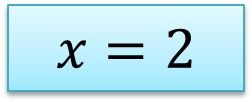 x = 2